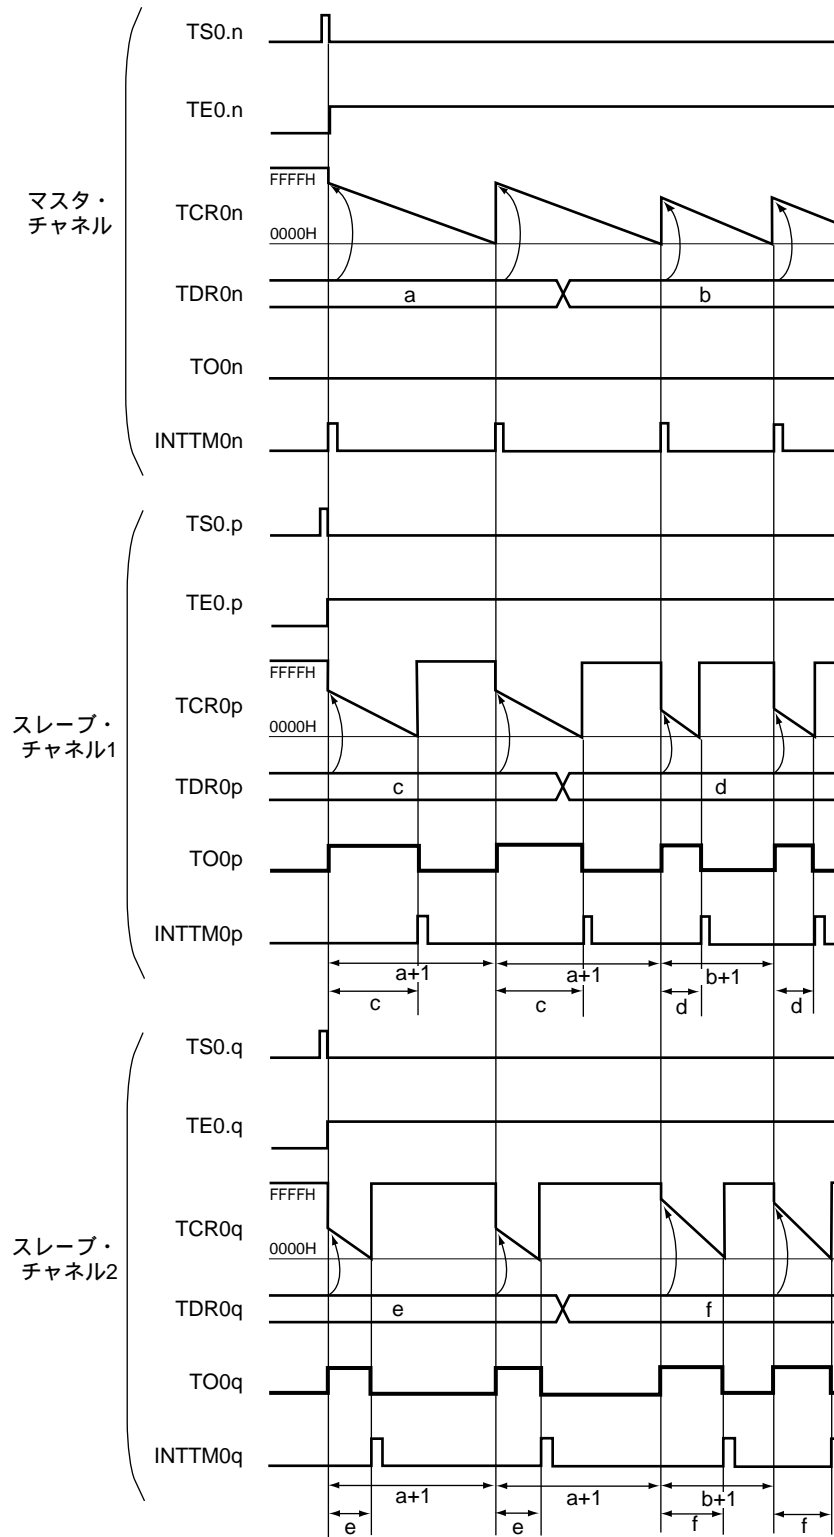 TS0.n
TE0.n
マスタ・
チャネル
FFFFH
TCR0n
0000H
TDR0n
a
b
TO0n
INTTM0n
TS0.p
TE0.p
スレーブ・
チャネル1
FFFFH
TCR0p
0000H
TDR0p
c
d
TO0p
INTTM0p
a+1
a+1
b+1
c
c
d
d
TS0.q
TE0.q
スレーブ・
チャネル2
FFFFH
TCR0q
0000H
TDR0q
e
f
TO0q
INTTM0q
a+1
a+1
b+1
e
e
f
f